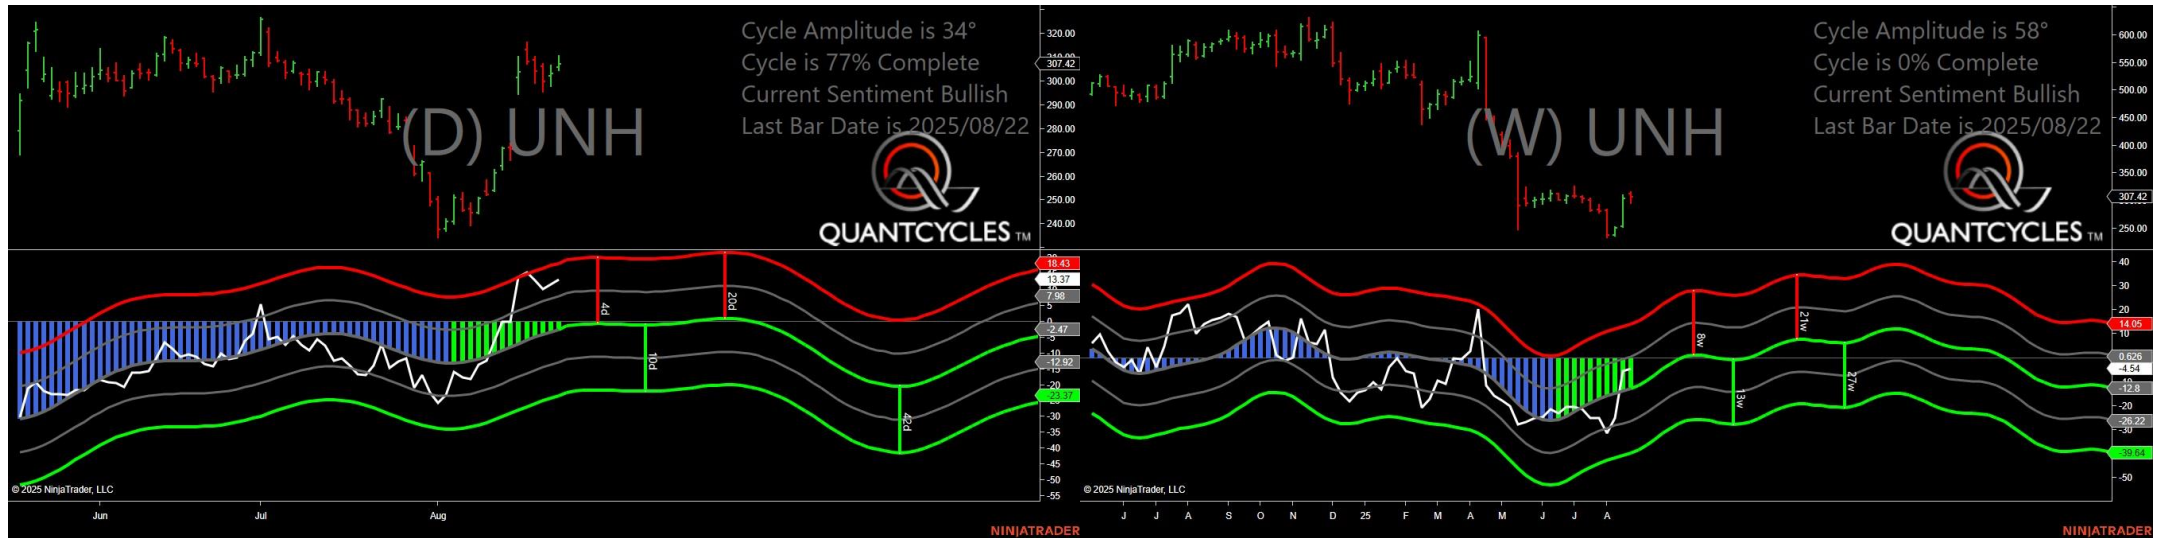 Cycle Amplitude is 34°
Cycle is 77% Complete
Current Sentiment Bullish
Last Bar Date is 2025/08/22
(D) UNH
QUANTCYCLES TM
320.00
307.42
300.00
290.00
280.00
270.00
260.00
250.00
240.00
18.43
13.37
7.98
0
-2.47
-12.92
-20
-23.37
-30
-35
-40
-45
-50
-55
4d
10d
20d
42d
© 2025 NinjaTrader, LLC
Jun Jul Aug
NINJATRADER
Cycle Amplitude is 58°
Cycle is 0% Complete
Current Sentiment Bullish
Last Bar Date is 2025/08/22
(W) UNH
QUANTCYCLES TM
600.00
550.00
500.00
450.00
400.00
350.00
307.42
250.00
40
30
20
14.05
10
0.626
-4.54
-12.8
-20
-26.22
-39.64
-50
8w
13w
21w
27w
© 2025 NinjaTrader, LLC
J J A S O N D 25 F M A M J J A
NINJATRADER